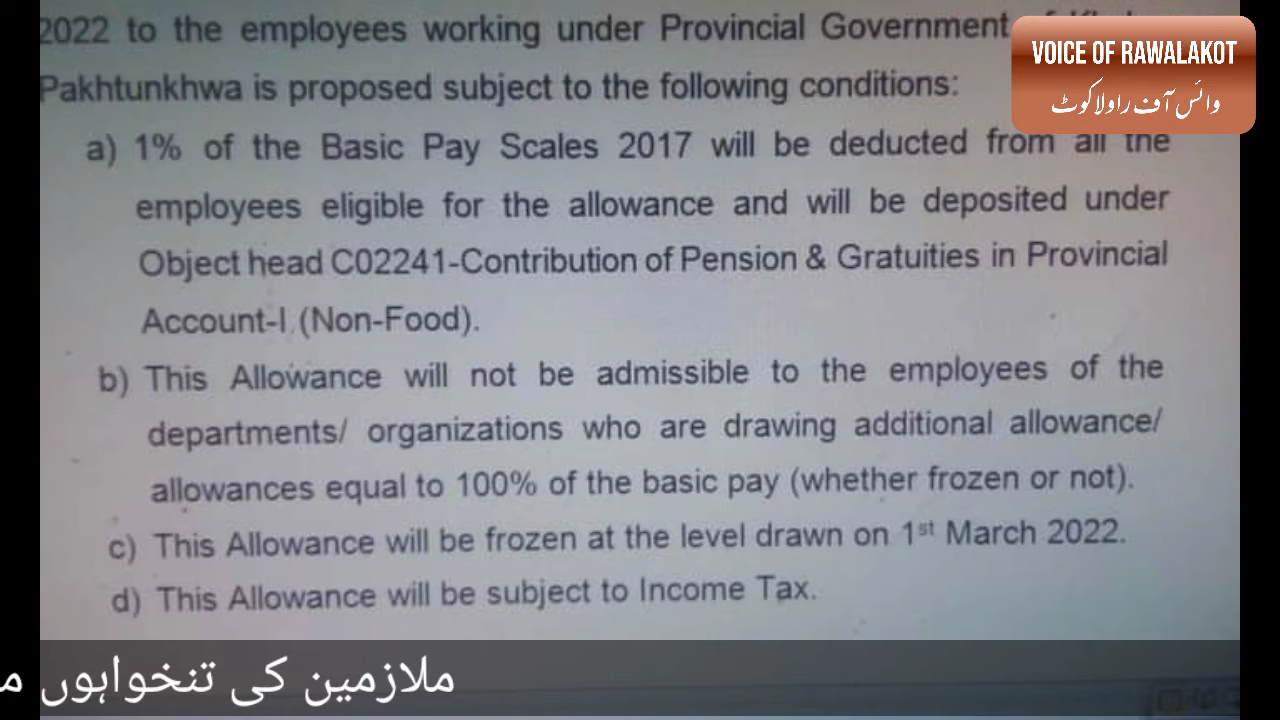 2022 to the employees working under Provincial Government
Pakhtunkhwa is proposed subject to the following conditions:
a) 1% of the Basic Pay Scales 2017 will be deducted from all the
employees eligible for the allowance and will be deposited under
Object head C02241-Contribution of Pension & Gratuities in Provincial
Account-I (Non-Food).
b) This Allowance will not be admissible to the employees of the
departments/ organizations who are drawing additional allowance/
allowances equal to 100% of the basic pay (whether frozen or not).
c) This Allowance will be frozen at the level drawn on 1st March 2022.
d) This Allowance will be subject to Income Tax.
VOICE OF RAWALAKOT
وائس آف راولاکوٹ
ملازمین کی تنخواہوں